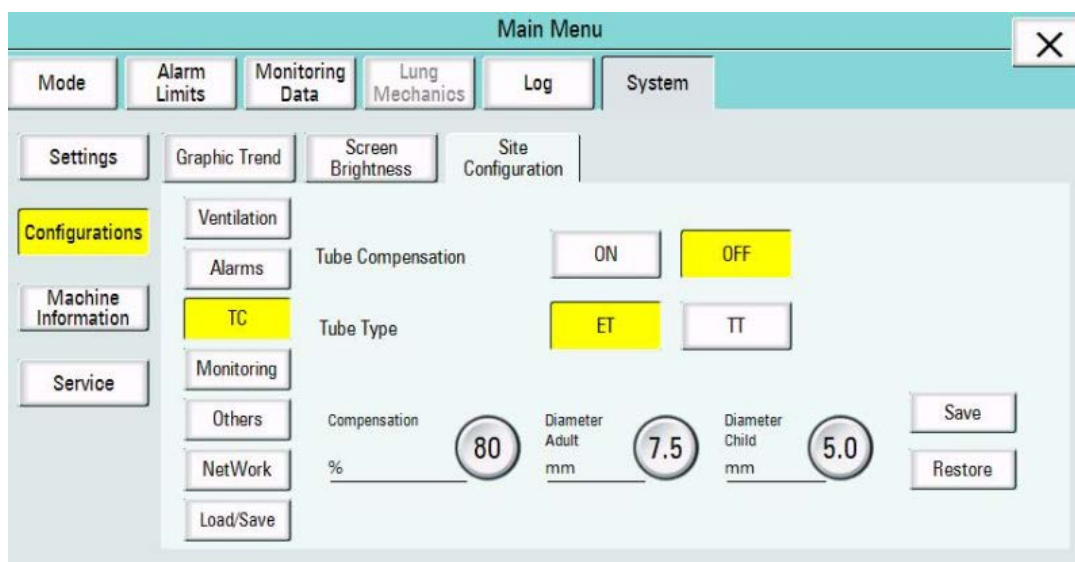 Main Menu
X
Mode
Alarm
Limits
Monitoring
Data
Lung
Mechanics
Log
System
Settings
Graphic Trend
Screen
Brightness
Site
Configuration
Configurations
Machine
Information
Service
Ventilation
Alarms
TC
Monitoring
Others
NetWork
Load/Save
Tube Compensation
ON
OFF
Tube Type
ET
TT
Compensation
%
80
Diameter
Adult
mm
7.5
Diameter
Child
mm
5.0
Save
Restore